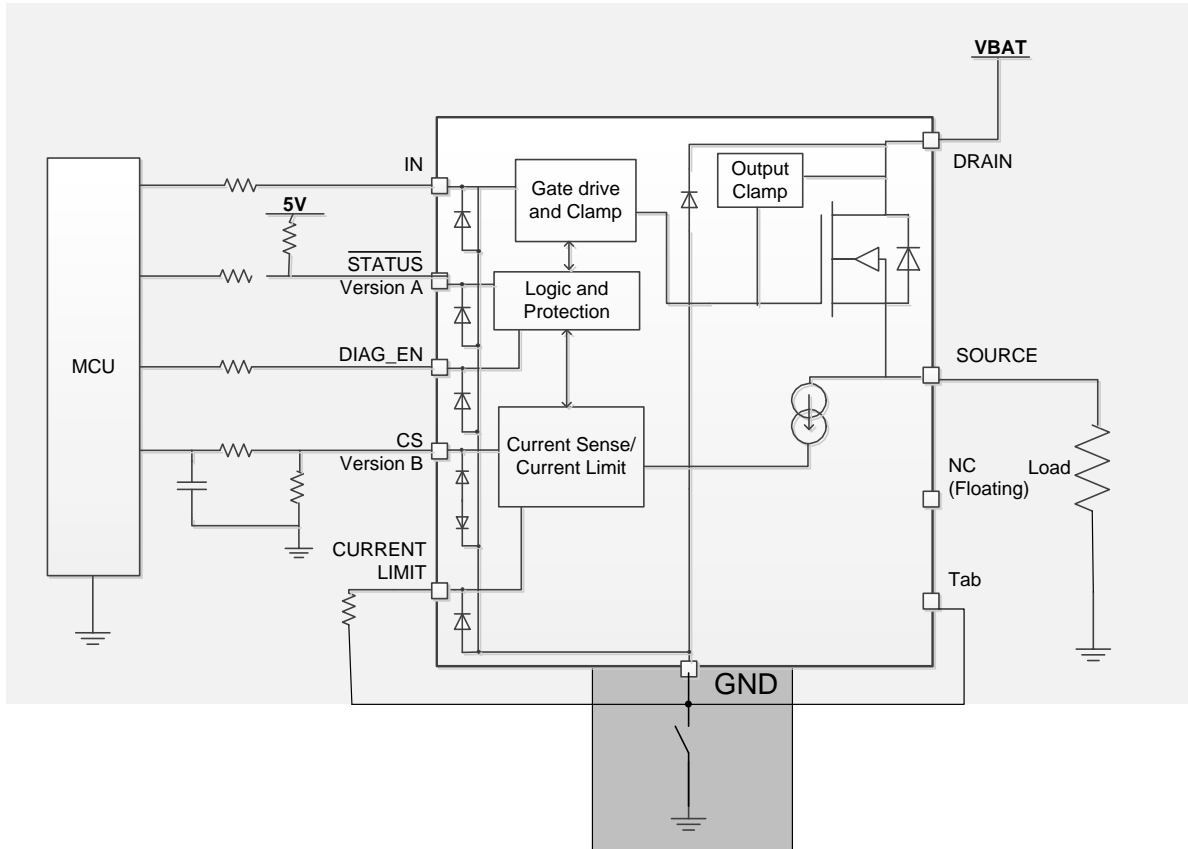 VBAT
IN
DRAIN
Output
Clamp
Gate drive
and Clamp
5V
STATUS
Version A
Logic and
Protection
MCU
DIAG_EN
SOURCE
CS
Version B
Current Sense/
Current Limit
NC
(Floating)
Load
CURRENT
LIMIT
Tab
GND